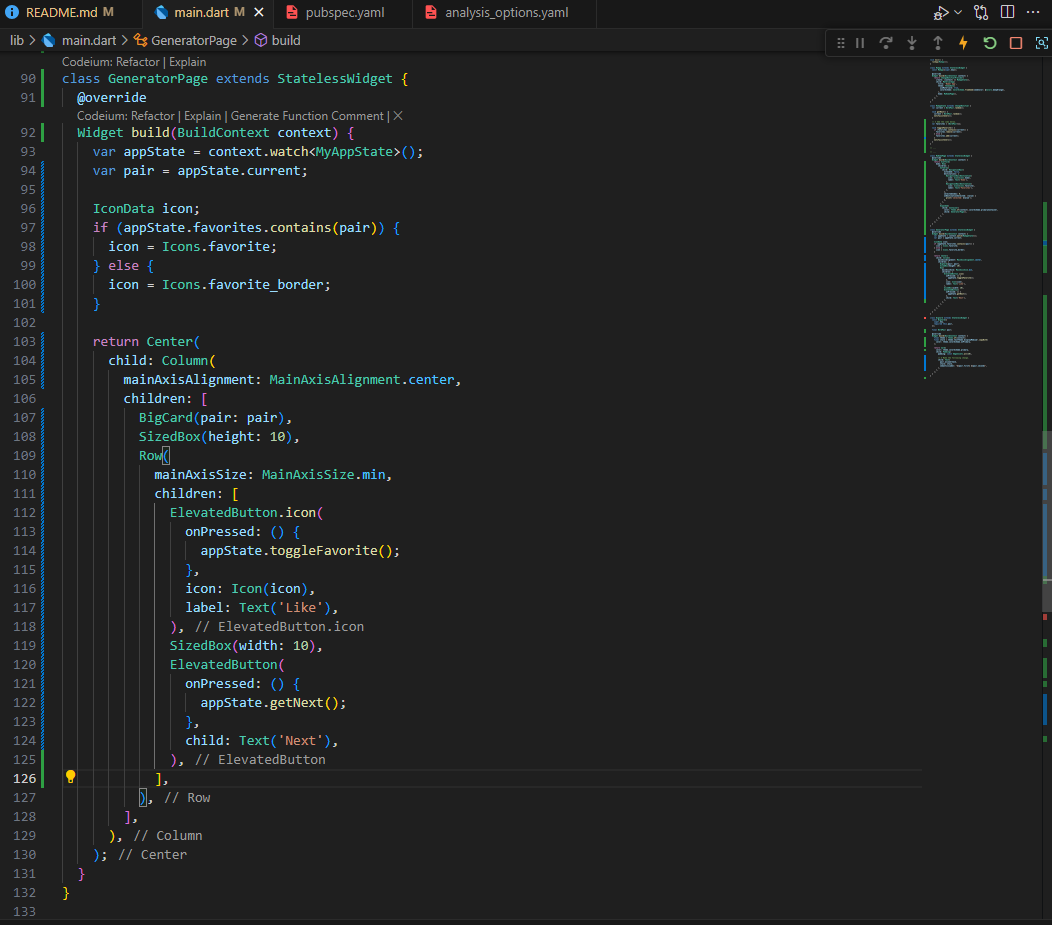 README.md M main.dart M pubspec.yaml analysis_options.yaml
lib > main.dart > GeneratorPage > build
Codeium: Refactor | Explain
90 class GeneratorPage extends StatelessWidget {
91 @override
Codeium: Refactor | Explain | Generate Function Comment | X
92 Widget build(BuildContext context) {
93 var appState = context.watch<MyAppState>();
94 var pair = appState.current;
95
96 IconData icon;
97 if (appState.favorites.contains(pair)) {
98 icon = Icons.favorite;
99 } else {
100 icon = Icons.favorite_border;
101 }
102
103 return Center(
104 child: Column(
105 mainAxisAlignment: MainAxisAlignment.center,
106 children: [
107 BigCard(pair: pair),
108 SizedBox(height: 10),
109 Row(
110 mainAxisSize: MainAxisSize.min,
111 children: [
112 ElevatedButton.icon(
113 onPressed: () {
114 appState.toggleFavorite();
115 },
116 icon: Icon(icon),
117 label: Text('Like'),
118 ), // ElevatedButton.icon
119 SizedBox(width: 10),
120 ElevatedButton(
121 onPressed: () {
122 appState.getNext();
123 },
124 child: Text('Next'),
125 ), // ElevatedButton
126 ],
127 ), // Row
128 ],
129 ), // Column
130 ); // Center
131 }
132 }
133